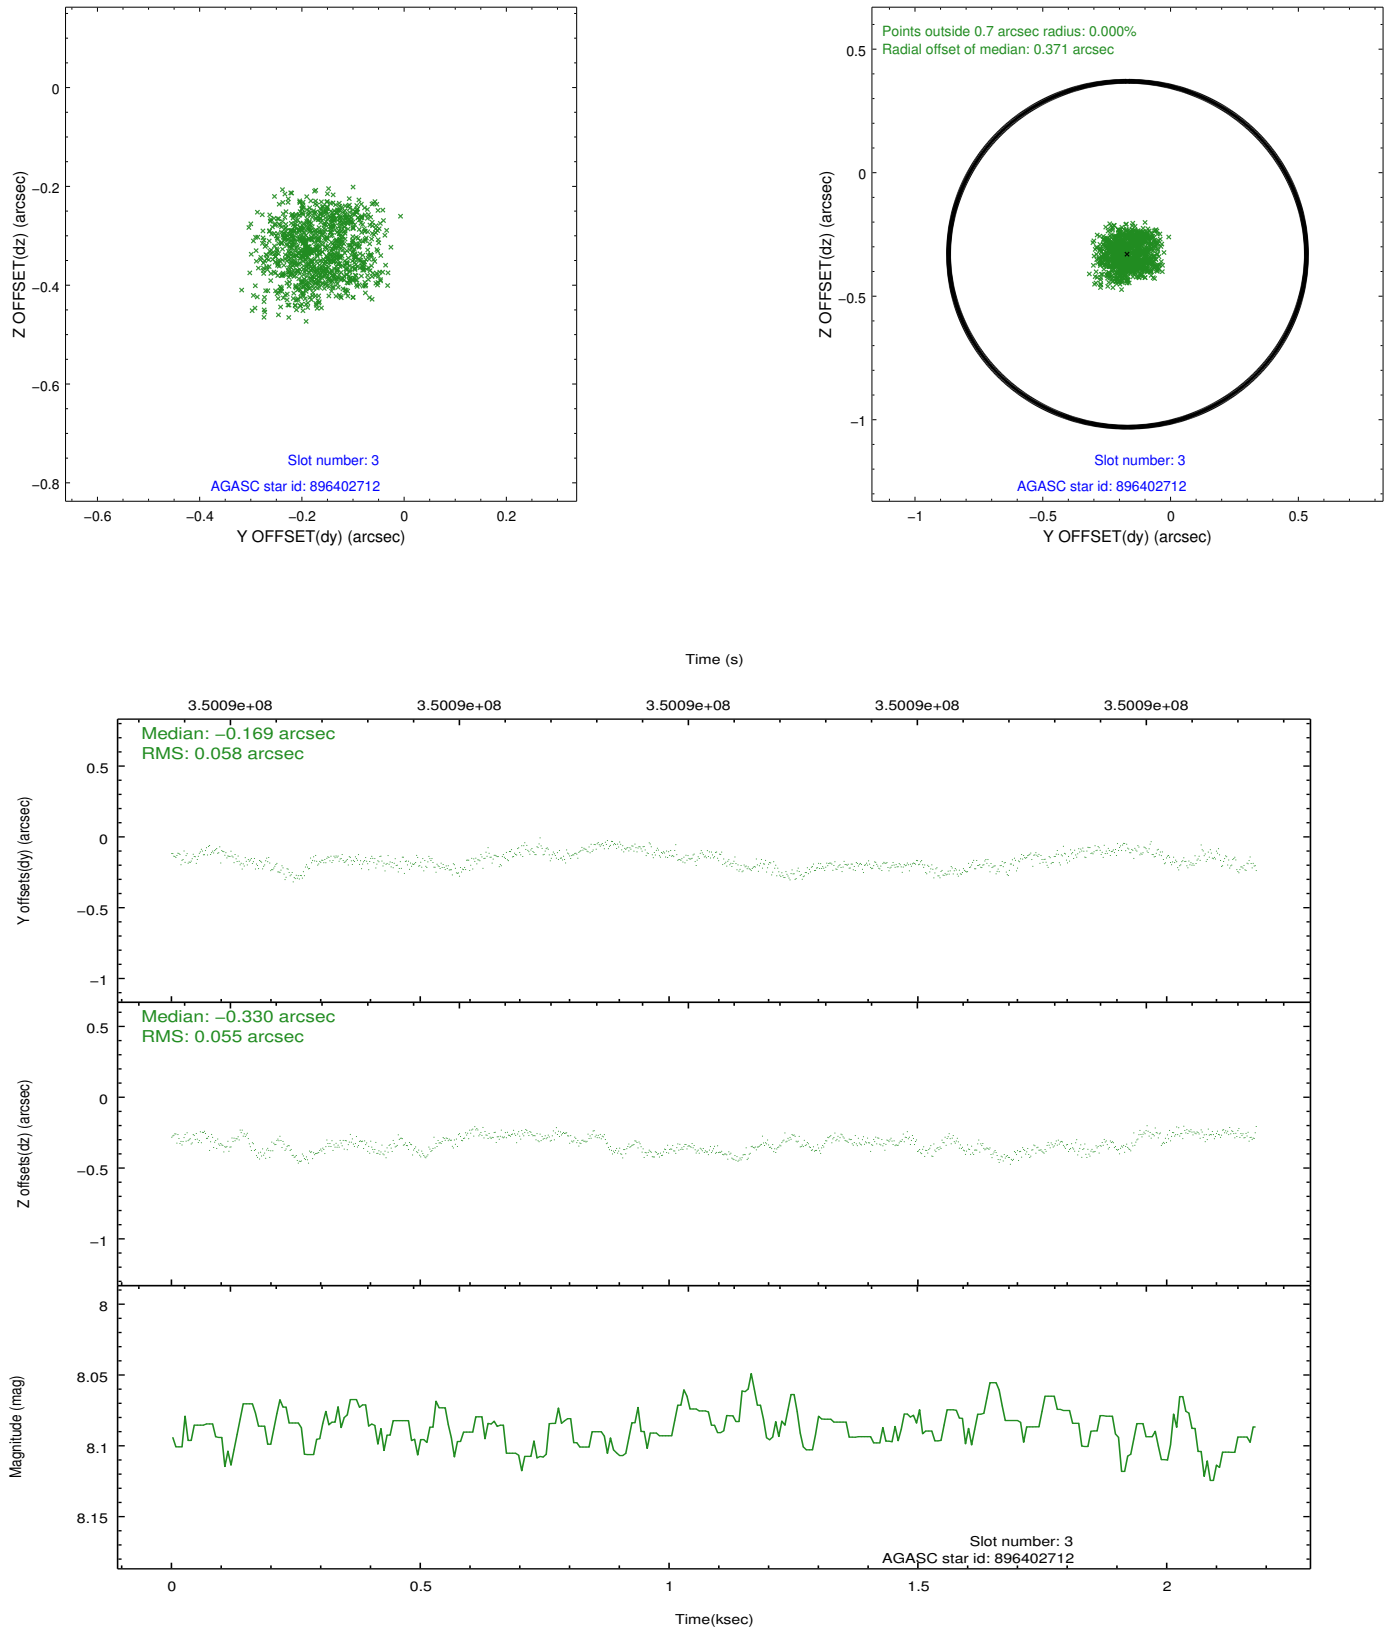 0
−0.2
−0.4
−0.6
−0.8
Z OFFSET(dz) (arcsec)
Slot number: 3
AGASC star id: 896402712
−0.6
−0.4
−0.2
0
0.2
Y OFFSET(dy) (arcsec)
Points outside 0.7 arcsec radius: 0.000%
Radial offset of median: 0.371 arcsec
0.5
0
−0.5
−1
Z OFFSET(dz) (arcsec)
Slot number: 3
AGASC star id: 896402712
−1
−0.5
0
0.5
Y OFFSET(dy) (arcsec)
Time (s)
3.5009e+08
3.5009e+08
3.5009e+08
3.5009e+08
3.5009e+08
Median: −0.169 arcsec
RMS: 0.058 arcsec
0.5
0
−0.5
−1
Y offsets(dy) (arcsec)
Median: −0.330 arcsec
RMS: 0.055 arcsec
0.5
0
−0.5
−1
Z offsets(dz) (arcsec)
8
8.05
8.1
8.15
Magnitude (mag)
Slot number: 3
AGASC star id: 896402712
0
0.5
1
1.5
2
Time(ksec)